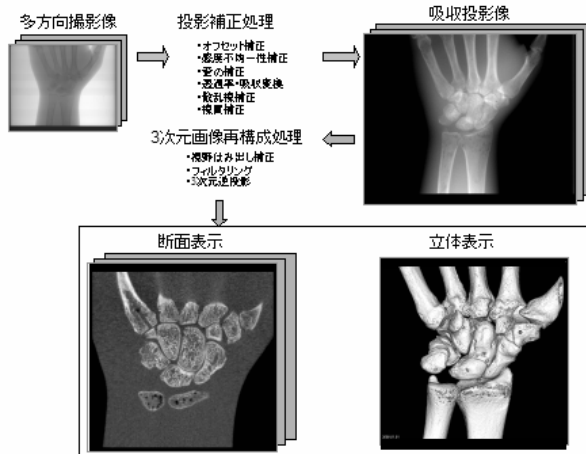 多方向撮影像
投影補正処理
・オフセット補正
・感度不均一性補正
・歪の補正
・透過率・吸収変換
・散乱線補正
・線質補正
吸収投影像
3次元画像再構成処理
・視野はみ出し補正
・フィルタリング
・3次元逆投影
断面表示
立体表示